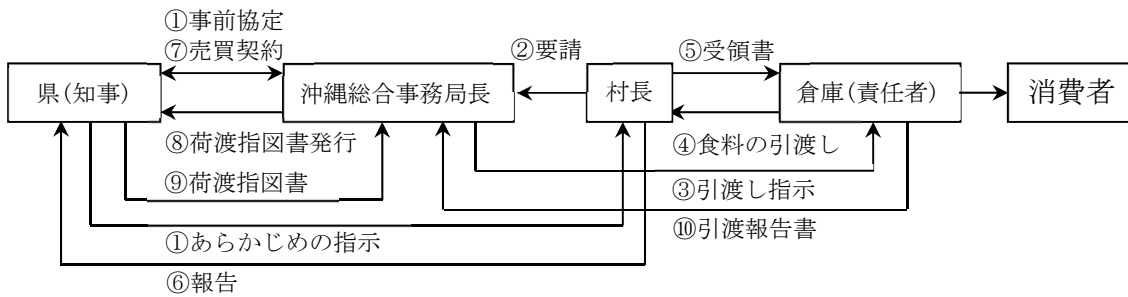 ①事前協定
⑦売買契約
②要請
⑤受領書
県(知事)
沖縄総合事務局長
村長
倉庫(責任者)
消費者
⑧荷渡指図書発行
④食料の引渡し
⑨荷渡指図書
③引渡し指示
①あらかじめの指示
⑩引渡報告書
⑥報告